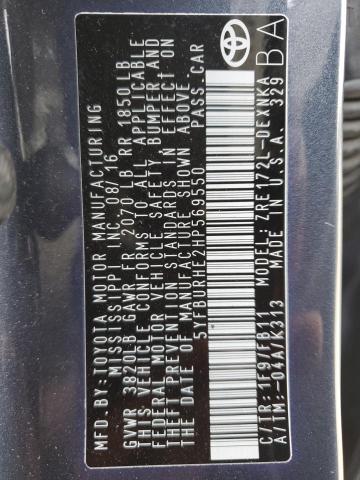 MFD.BY:TOYOTA MOTOR MANUFACTURING
MISSISSIPPI INC. 08/16
GVWR 3820LB GAWR FR 2070 LB RR 1850LB
THIS VEHICLE CONFORMS TO ALL APPLICABLE
FEDERAL MOTOR VEHICLE SAFETY, BUMPER AND
THEFT PREVENTION STANDARDS IN EFFECT ON
THE DATE OF MANUFACTURE SHOWN ABOVE.
5YFBURHE2HP569550 PASS. CAR
C/TR:1F9/FB11 ZRE172L-DEXNKA
A/TM:-04A/K313 MADE IN U.S.A. 329
TOYOTA
BA